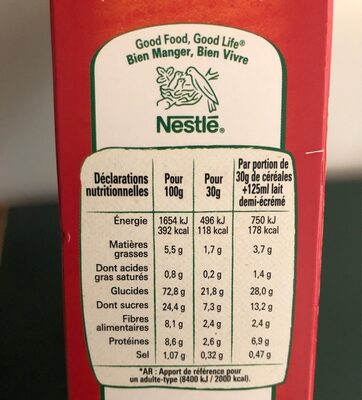 Good Food, Good Life®
Bien Manger, Bien Vivre
Nestlé®
Déclarations nutritionnelles Pour 100g Pour 30g Par portion de 30g de céréales +125ml lait demi-écrémé
Énergie 1654 kJ 392 kcal 496 kJ 118 kcal 750 kJ 178 kcal
Matières grasses 5,5 g 1,7 g 3,7 g
Dont acides gras saturés 0,8 g 0,2 g 1,4 g
Glucides 72,8 g 21,8 g 28,0 g
Dont sucres 24,4 g 7,3 g 13,2 g
Fibres alimentaires 8,1 g 2,4 g 2,4 g
Protéines 8,6 g 2,6 g 6,9 g
Sel 1,07 g 0,32 g 0,47 g
*AR : Apport de référence pour
un adulte-type (8400 kJ / 2000 kcal).